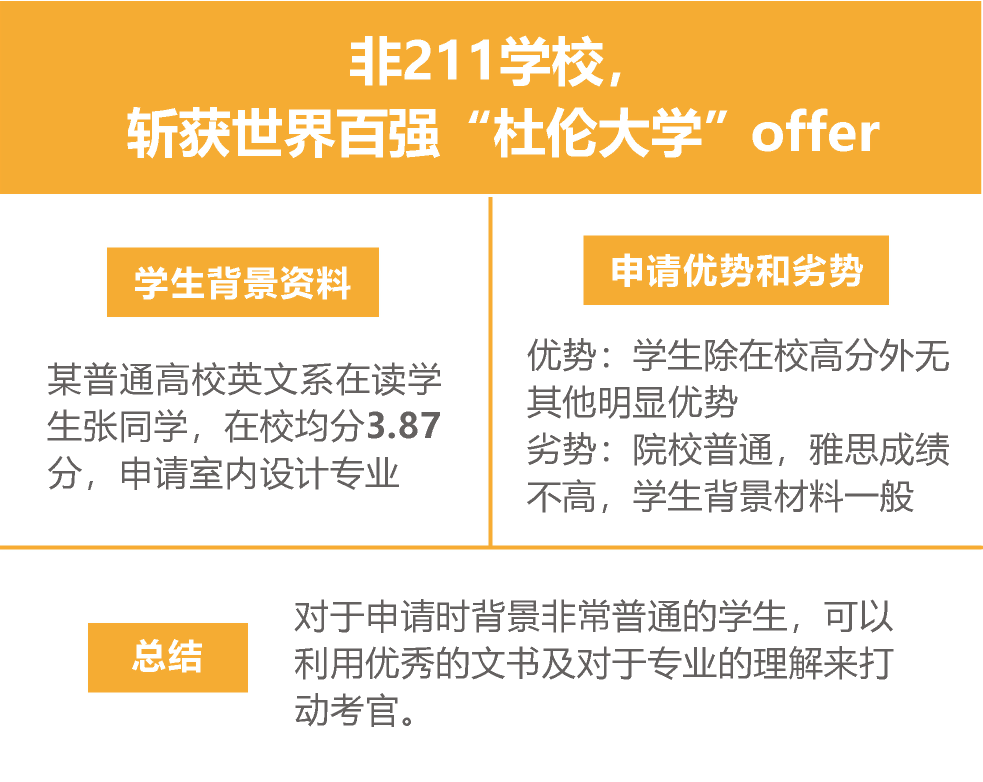 非211学校，
斩获世界百强“杜伦大学”offer
学生背景资料
某普通高校英文系在读学
生张同学，在校均分3.87
分，申请室内设计专业
申请优势和劣势
优势：学生除在校高分外无
其他明显优势
劣势：院校普通，雅思成绩
不高，学生背景材料一般
总结
对于申请时背景非常普通的学生，可以
利用优秀的文书及对于专业的理解来打
动考官。